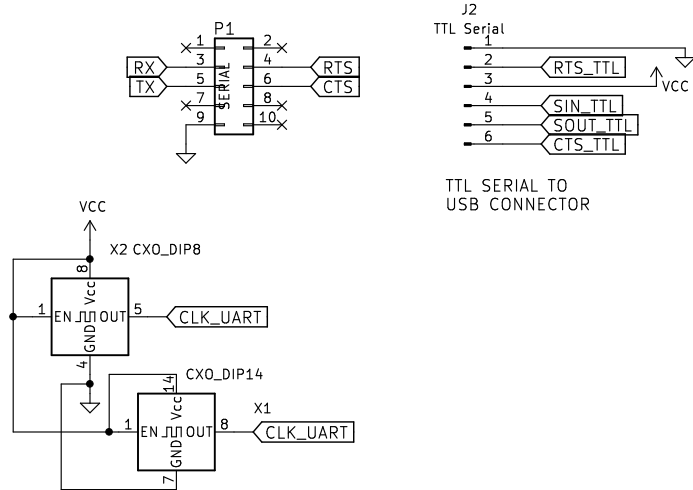 P1
1 2
RX 3 4 RTS
TX 5 6 CTS
7 8
9 10
SERIAL
J2
TTL Serial
1
2 RTS_TTL
3 VCC
4 SIN_TTL
5 SOUT_TTL
6 CTS_TTL
TTL SERIAL TO
USB CONNECTOR
VCC
X2 CXO_DIP8
8
Vcc
1 EN OUT 5 CLK_UART
GND
4
CXO_DIP14
14
Vcc
X1
1 EN OUT 8 CLK_UART
GND
7